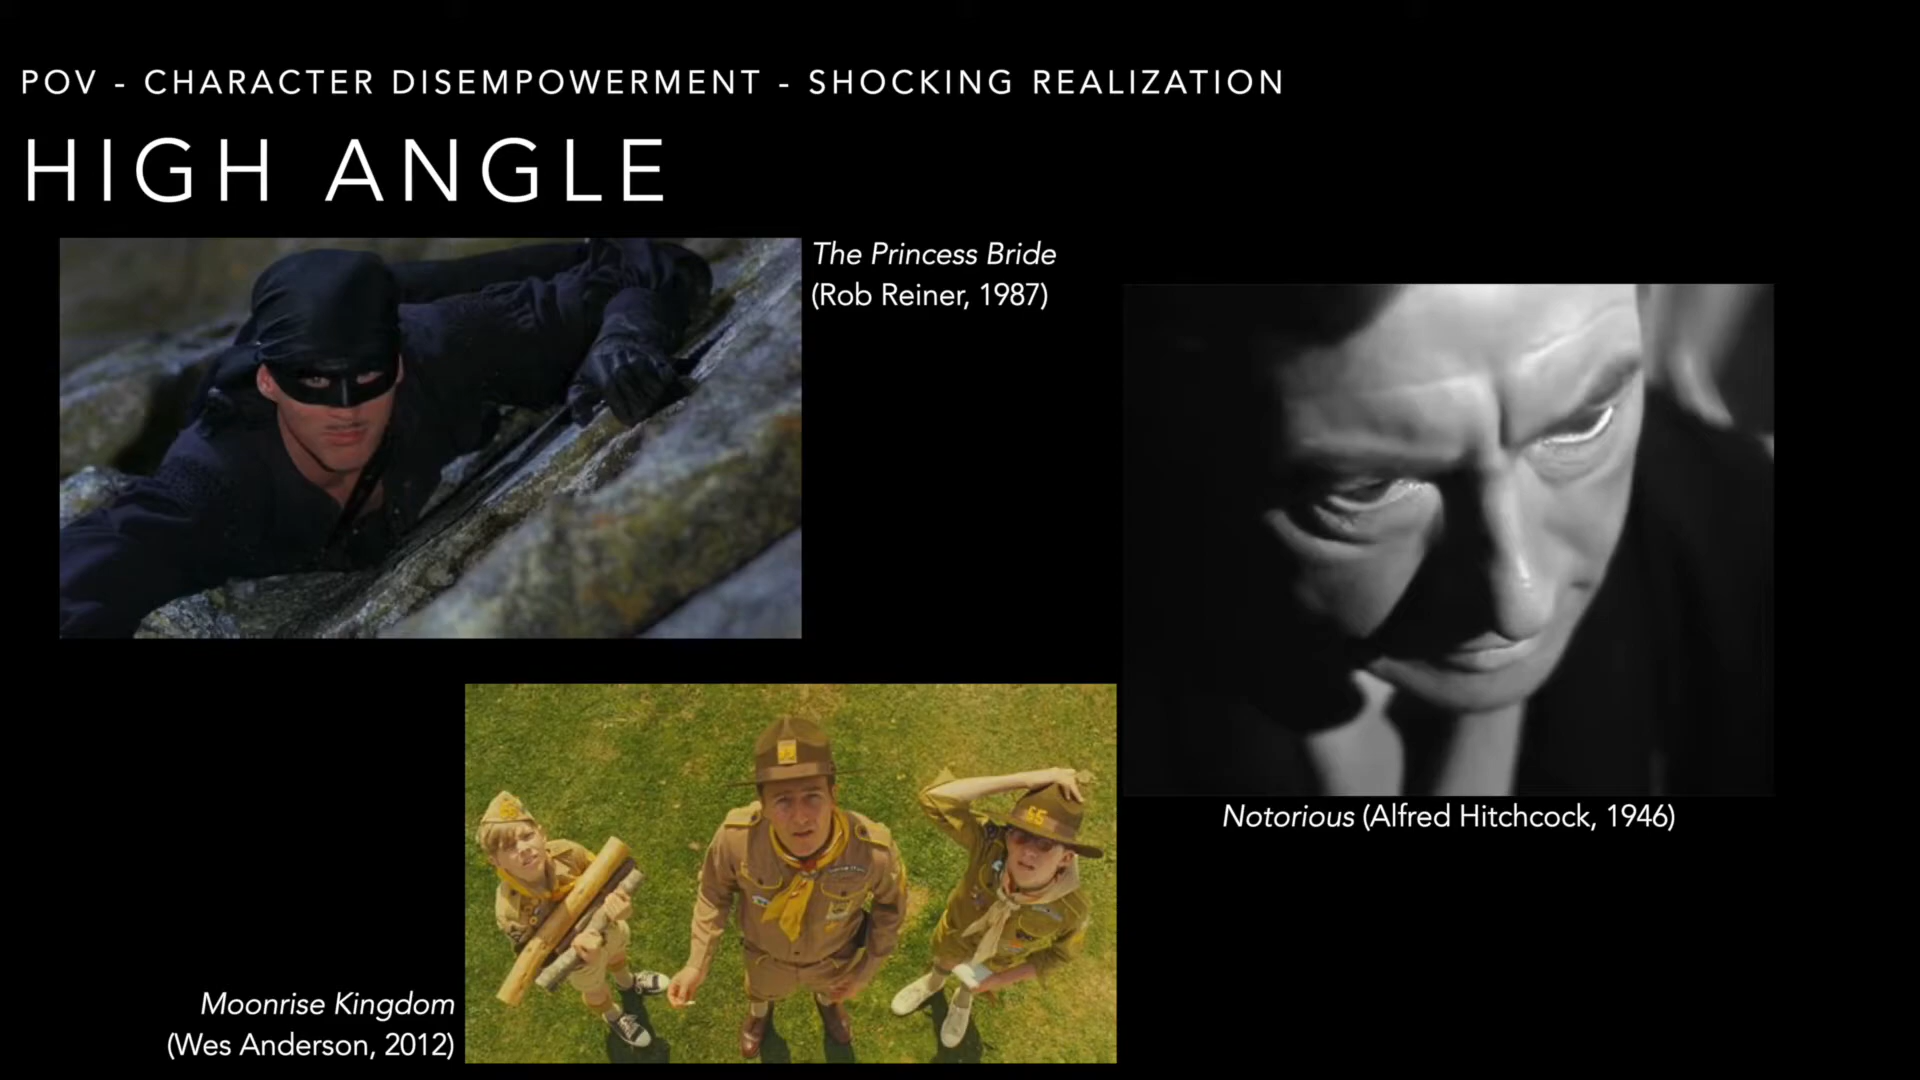 POV - CHARACTER DISEMPOWERMENT - SHOCKING REALIZATION
HIGH ANGLE
The Princess Bride
(Rob Reiner, 1987)
Notorious (Alfred Hitchcock, 1946)
55
Moonrise Kingdom
(Wes Anderson, 2012)